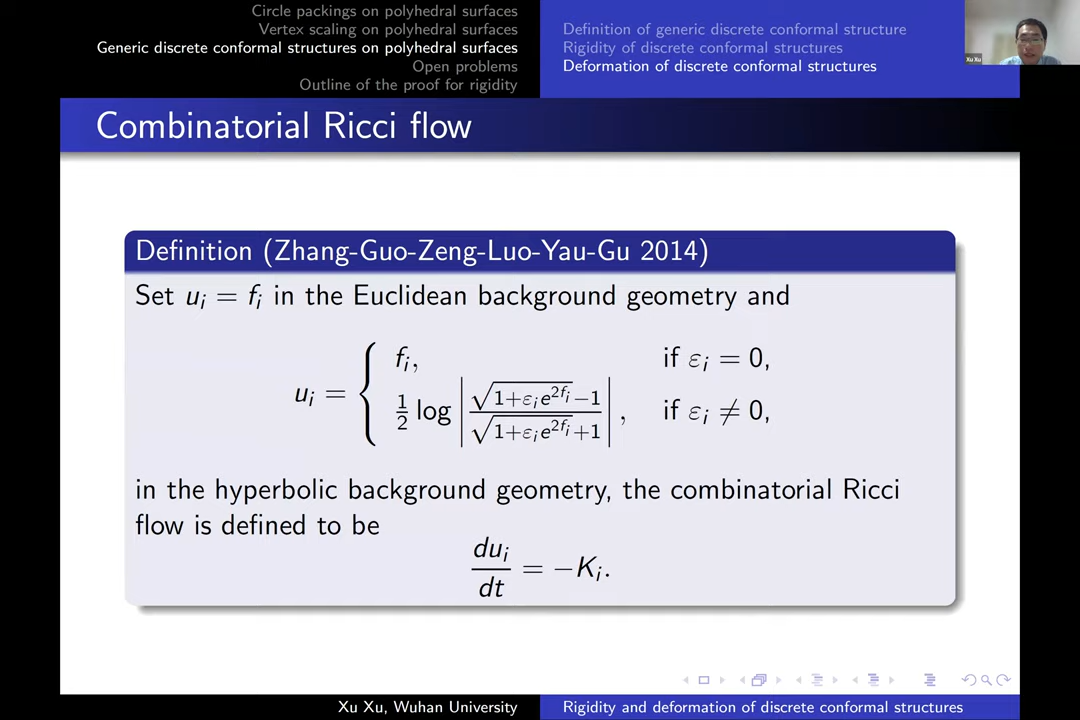 Circle packings on polyhedral surfaces
Vertex scaling on polyhedral surfaces
Generic discrete conformal structures on polyhedral surfaces
Open problems
Outline of the proof for rigidity
Definition of generic discrete conformal structure
Rigidity of discrete conformal structures
Deformation of discrete conformal structures
Xu Xu
Combinatorial Ricci flow
Definition (Zhang-Guo-Zeng-Luo-Yau-Gu 2014)
Set u_i = f_i in the Euclidean background geometry and
u_i = { f_i, if ε_i = 0,
1/2 log | (√(1+ε_i e^{2f_i}) −1) / (√(1+ε_i e^{2f_i}) +1) |, if ε_i ≠ 0,
in the hyperbolic background geometry, the combinatorial Ricci
flow is defined to be
du_i/dt = −K_i.
Xu Xu, Wuhan University
Rigidity and deformation of discrete conformal structures